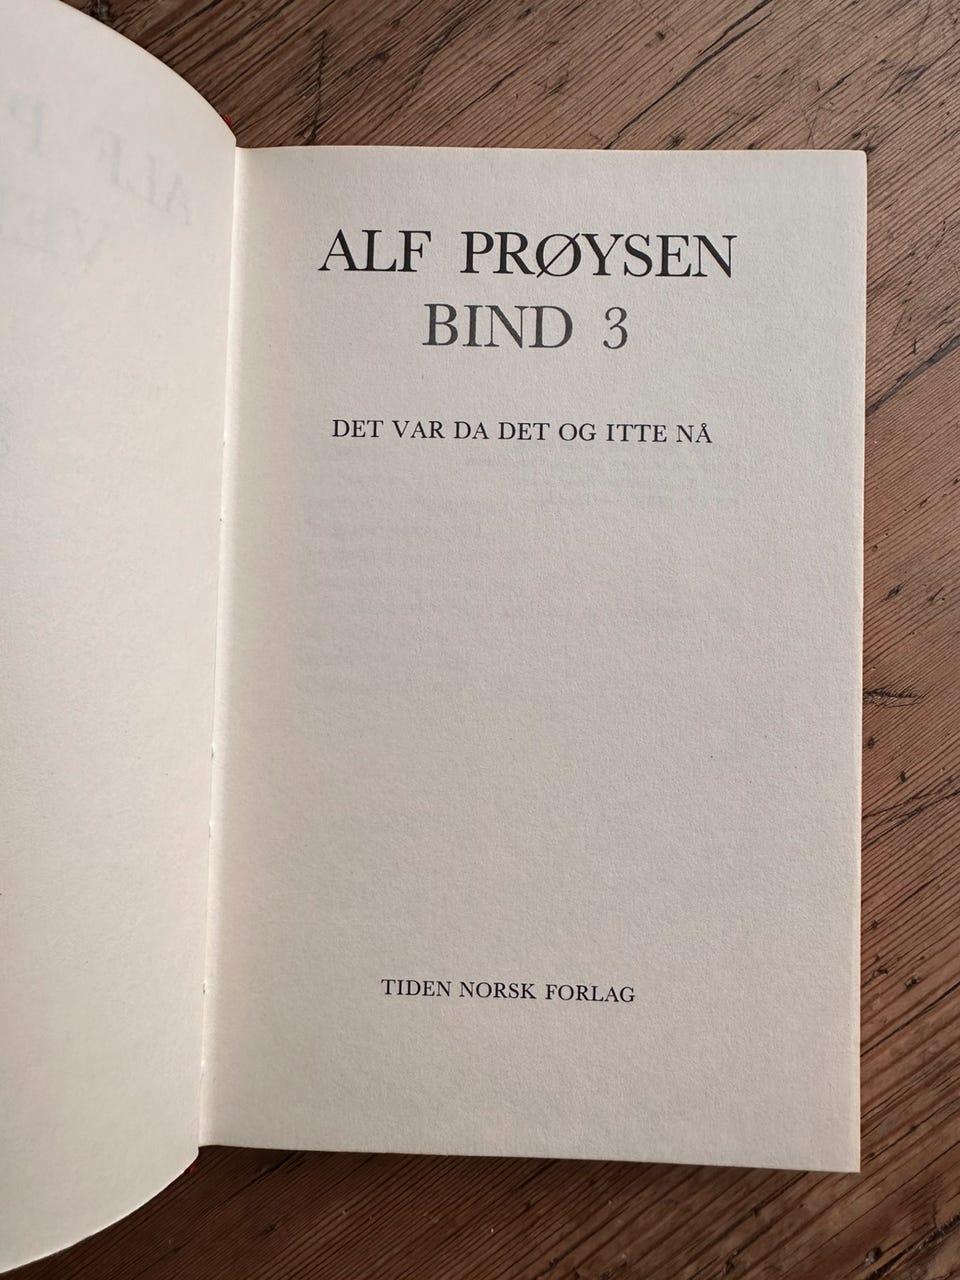 ALF PRØYSEN
BIND 3
DET VAR DA DET OG ITTE NÅ
TIDEN NORSK FORLAG